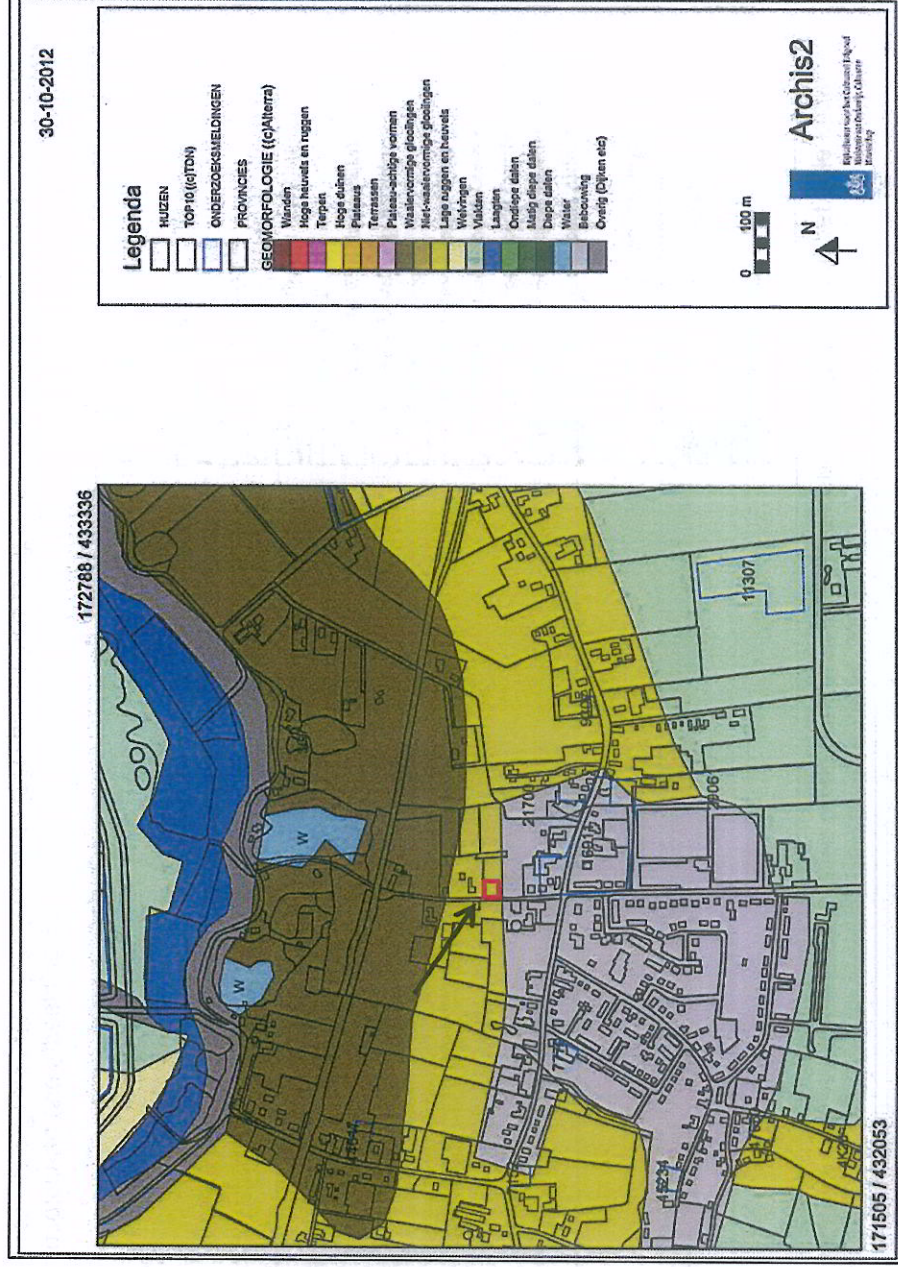 30-10-2012
172788 / 433336
W
W
11307
21700
2906
171505 / 432053
Legenda
HUIZEN
TOP10 ((c)TDN)
ONDERZOEKSMELDINGEN
PROVINCIES
GEOMORFOLOGIE ((c)Alterra)
Wanden
Hoge heuvels en ruggen
Terpen
Hoge duinen
Plateaus
Terrassen
Plateau-achtige vormen
Waaiervormige glooiingen
Niet-waaiervormige glooiingen
Lage ruggen en heuvels
Welvingen
Vlakten
Laagten
Ondiepe dalen
Matig diepe dalen
Diepe dalen
Water
Bebouwing
Overig (Dijken etc)
0 100 m
N
Archis2